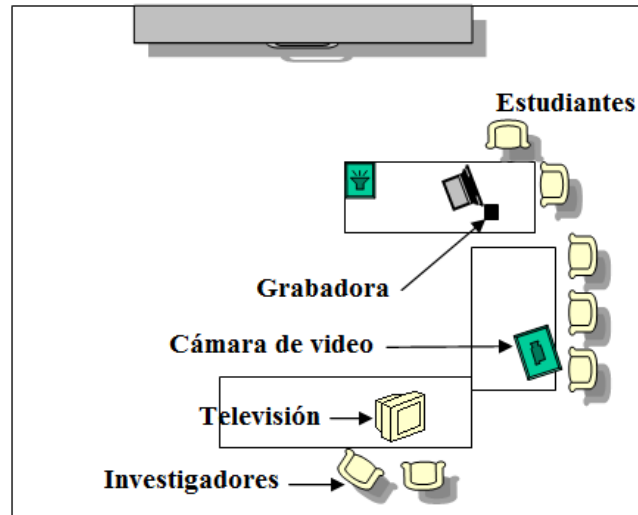 Estudiantes
Grabadora
Cámara de video
Televisión
Investigadores